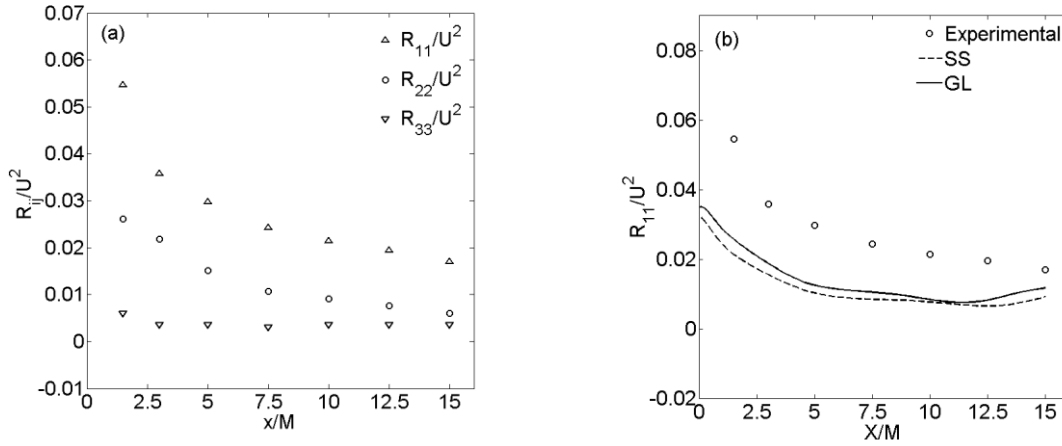 0.07
(a)
R11/U2
R22/U2
R33/U2
0.06
0.05
0.04
0.03
0.02
0.01
0
-0.01
Rij/U2
0 2.5 5 7.5 10 12.5 15
x/M
0.08
(b)
Experimental
SS
GL
0.06
0.04
0.02
0.00
-0.02
R11/U2
0 2.5 5 7.5 10 12.5 15
X/M